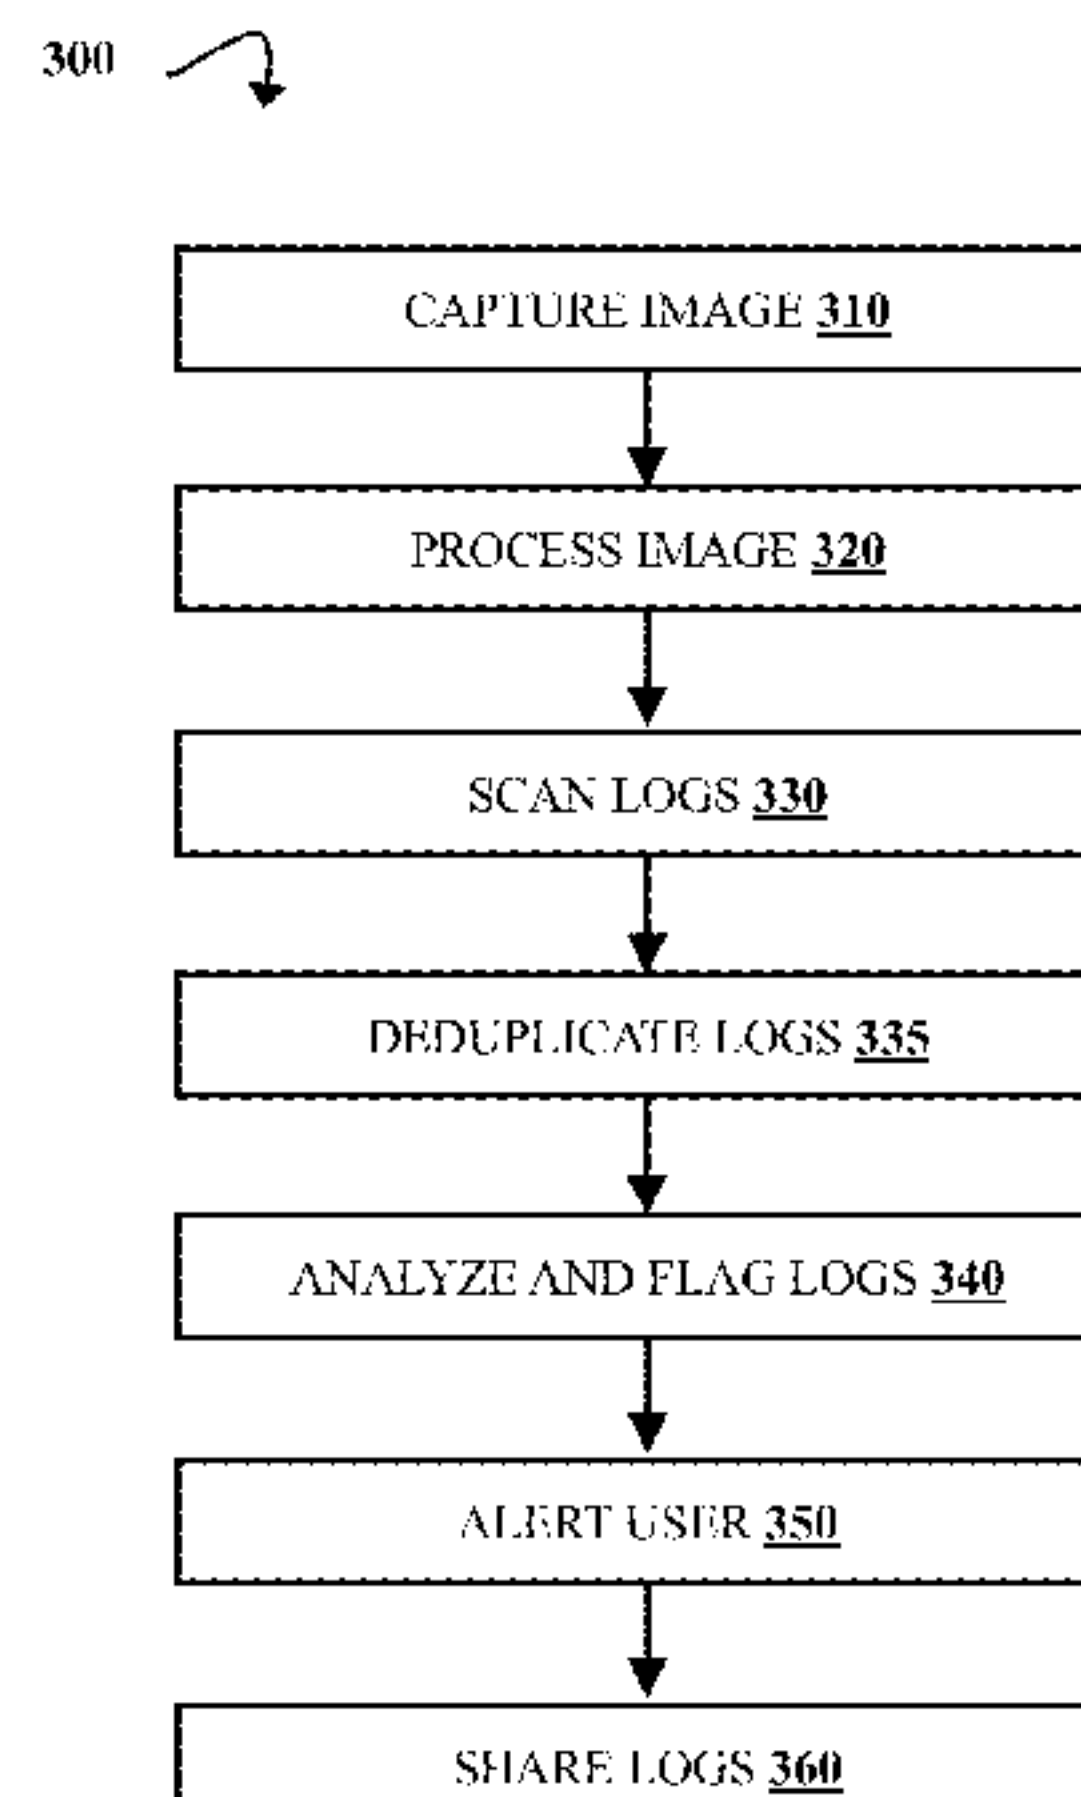 300
CAPTURE IMAGE 310
PROCESS IMAGE 320
SCAN LOGS 330
DEDUPLICATE LOGS 335
ANALYZE AND FLAG LOGS 340
ALERT USER 350
SHARE LOGS 360